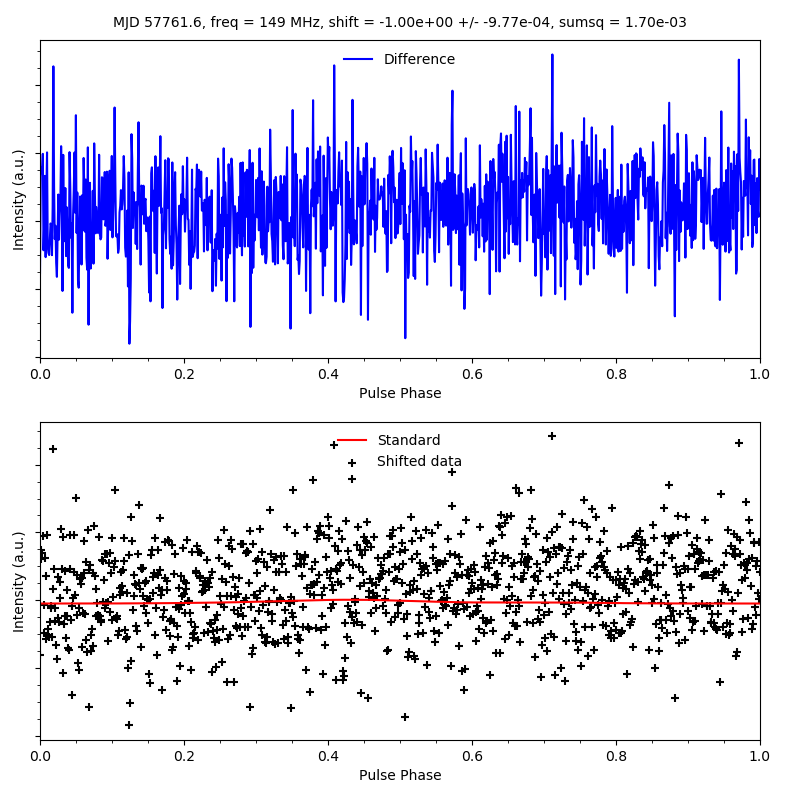 MJD 57761.6, freq = 149 MHz, shift = -1.00e+00 +/- -9.77e-04, sumsq = 1.70e-03
Difference
Intensity (a.u.)
0.0 0.2 0.4 0.6 0.8 1.0
Pulse Phase
Standard
Shifted data
Intensity (a.u.)
0.0 0.2 0.4 0.6 0.8 1.0
Pulse Phase